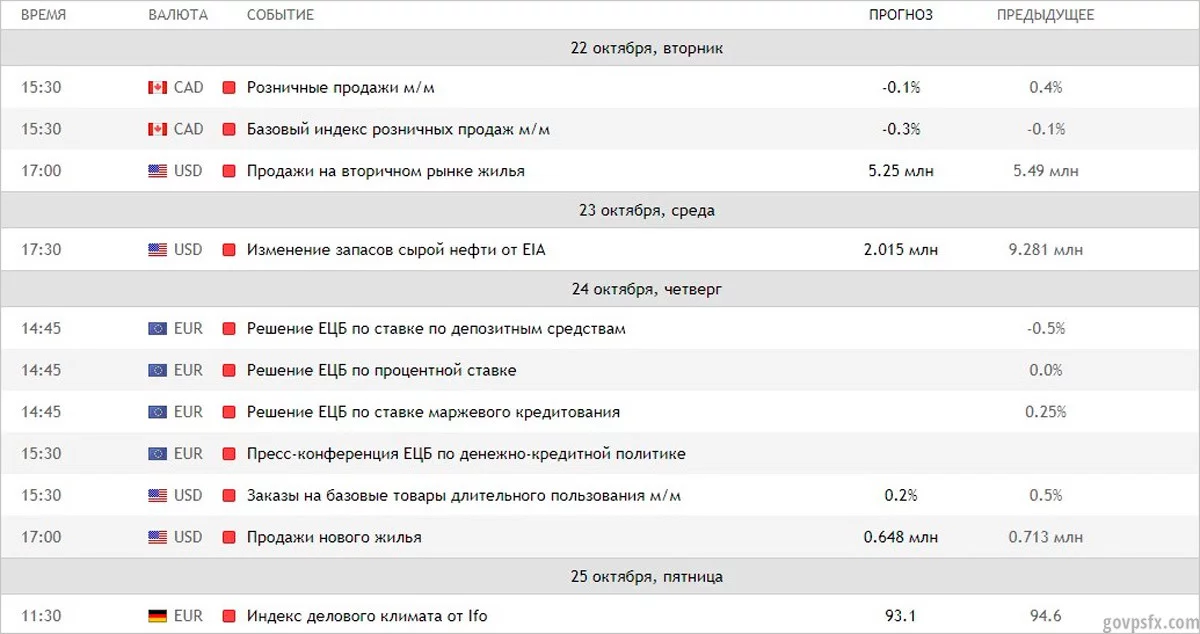 ВРЕМЯ ВАЛЮТА СОБЫТИЕ ПРОГНОЗ ПРЕДЫДУЩЕЕ
22 октября, вторник
15:30 CAD Розничные продажи м/м -0.1% 0.4%
15:30 CAD Базовый индекс розничных продаж м/м -0.3% -0.1%
17:00 USD Продажи на вторичном рынке жилья 5.25 млн 5.49 млн
23 октября, среда
17:30 USD Изменение запасов сырой нефти от EIA 2.015 млн 9.281 млн
24 октября, четверг
14:45 EUR Решение ЕЦБ по ставке по депозитным средствам -0.5%
14:45 EUR Решение ЕЦБ по процентной ставке 0.0%
14:45 EUR Решение ЕЦБ по ставке маржевого кредитования 0.25%
15:30 EUR Пресс-конференция ЕЦБ по денежно-кредитной политике
15:30 USD Заказы на базовые товары длительного пользования м/м 0.2% 0.5%
17:00 USD Продажи нового жилья 0.648 млн 0.713 млн
25 октября, пятница
11:30 EUR Индекс делового климата от Ifo 93.1 94.6
govpsfx.com